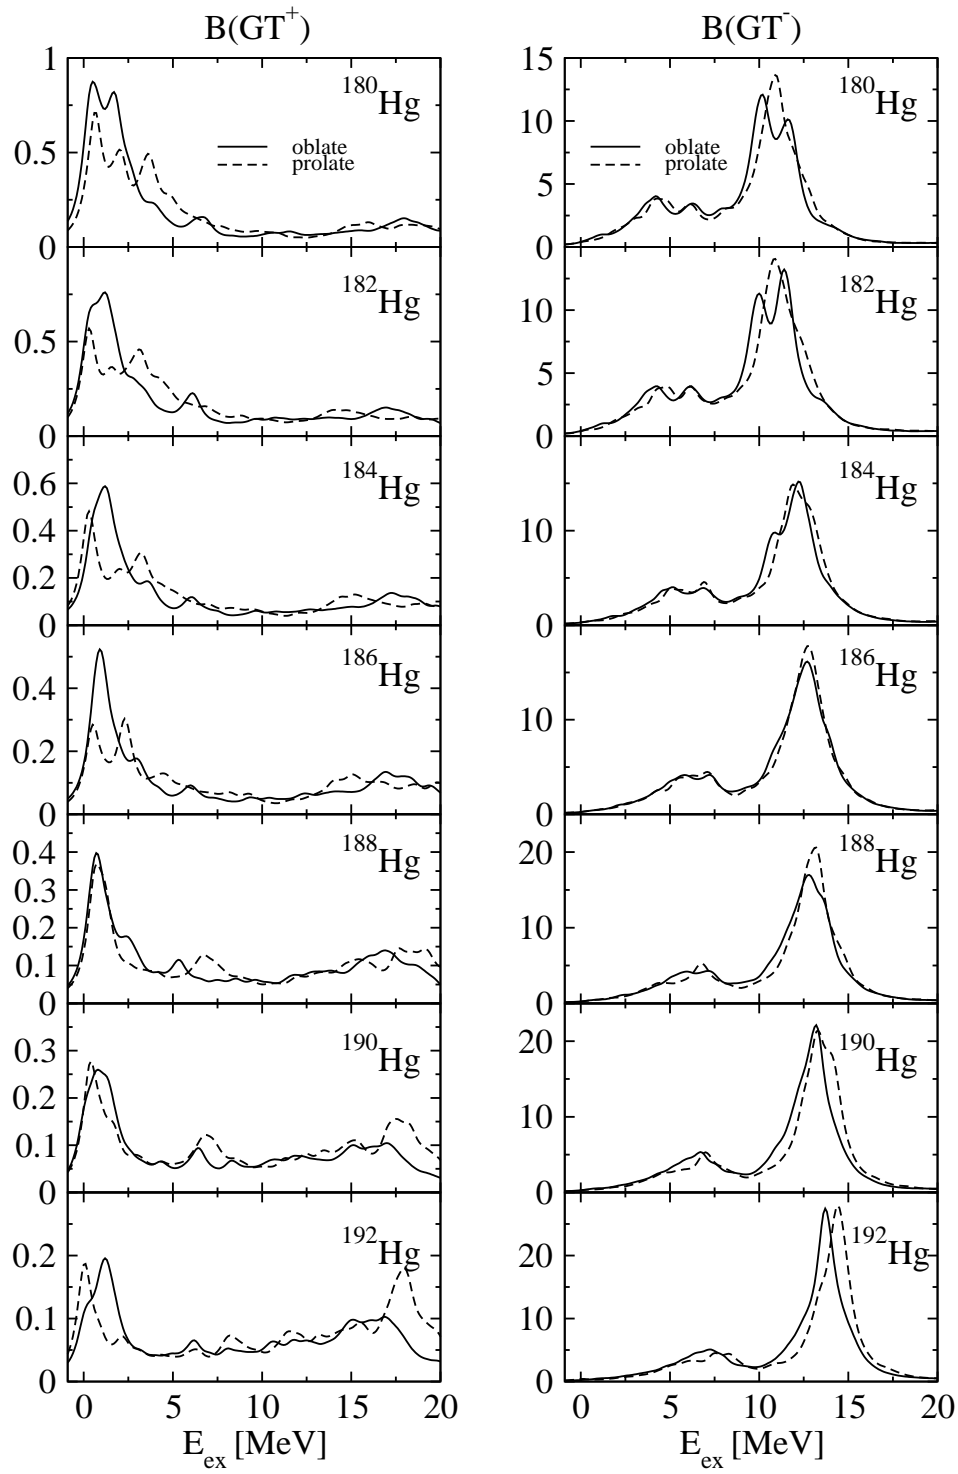 B(GT+) B(GT-)
1 15
180Hg 180Hg
10
oblate oblate
prolate prolate
0.5
5
0 0
182Hg 182Hg
10
0.5
5
0 0
0.6 184Hg 184Hg
0.4 10
0.2
0 0
186Hg 186Hg
0.4
10
0.2
0 0
0.4 188Hg 20 188Hg
0.3
0.2 10
0.1
0 0
0.3 190Hg 20 190Hg
0.2
10
0.1
0 0
0.2 192Hg 20 192Hg
0.1 10
0 0
0 5 10 15 20 0 5 10 15 20
Eex [MeV] Eex [MeV]